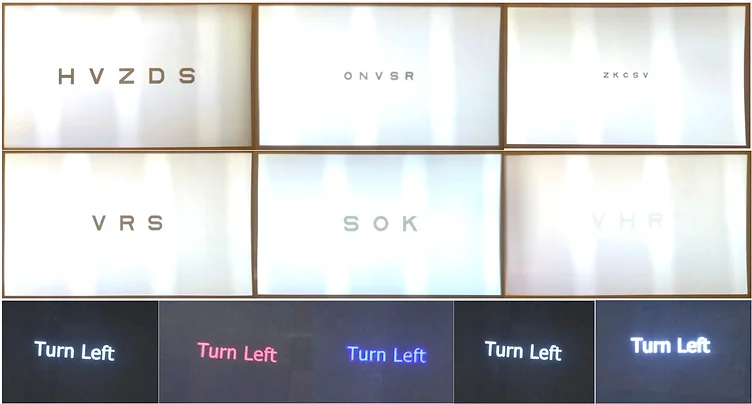 H V Z D S
O N V S R
Z K C S V
V R S
S O K
V H R
Turn Left
Turn Left
Turn Left
Turn Left
Turn Left